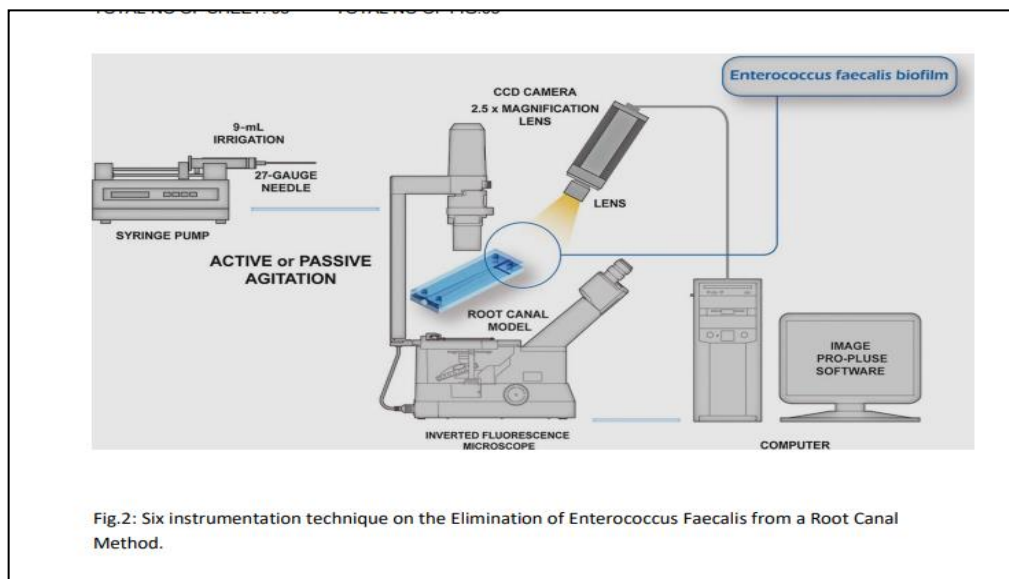 Enterococcus faecalis biofilm
CCD CAMERA
2.5 x MAGNIFICATION
LENS
9-mL
IRRIGATION
27-GAUGE
NEEDLE
LENS
SYRINGE PUMP
ACTIVE or PASSIVE
AGITATION
ROOT CANAL
MODEL
IMAGE
PRO-PLUSE
SOFTWARE
INVERTED FLUORESCENCE
MICROSCOPE
COMPUTER
Fig.2: Six instrumentation technique on the Elimination of Enterococcus Faecalis from a Root Canal
Method.